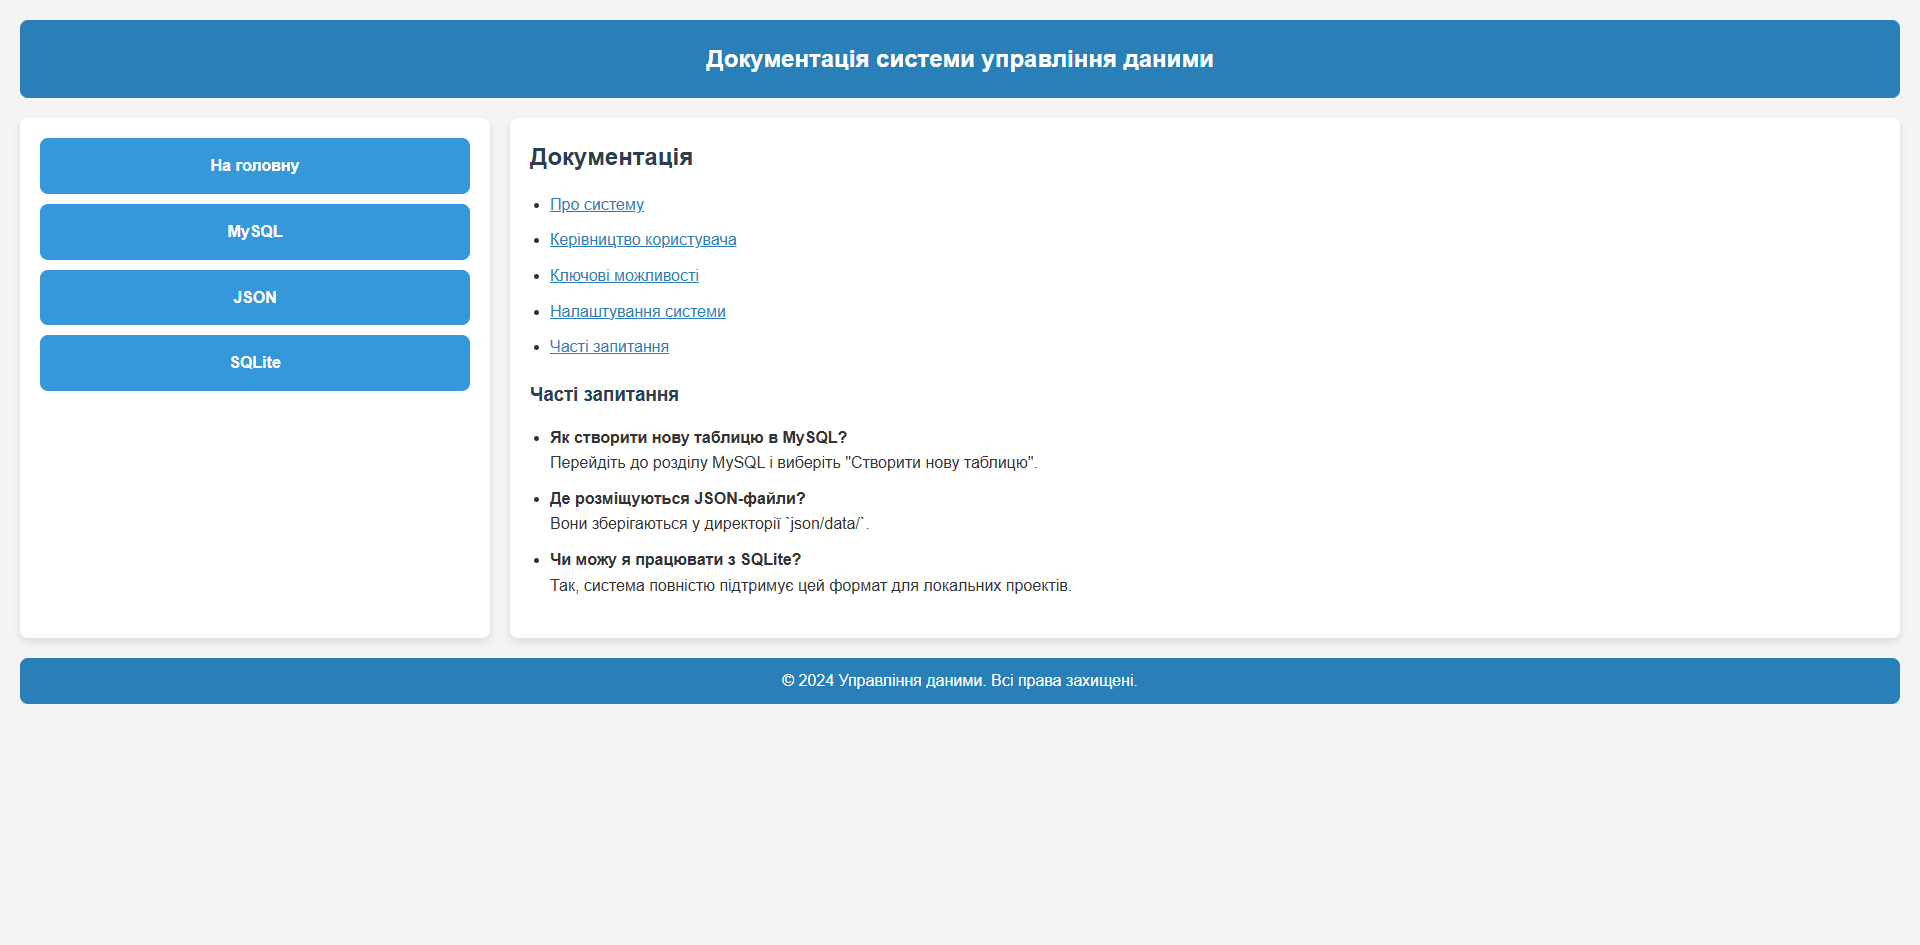 Документація системи управління даними
На головну
MySQL
JSON
SQLite
Документація
Про систему
Керівництво користувача
Ключові можливості
Налаштування системи
Часті запитання
Часті запитання
Як створити нову таблицю в MySQL?
Перейдіть до розділу MySQL і виберіть "Створити нову таблицю".
Де розміщуються JSON-файли?
Вони зберігаються у директорії `json/data/`.
Чи можу я працювати з SQLite?
Так, система повністю підтримує цей формат для локальних проектів.
© 2024 Управління даними. Всі права захищені.